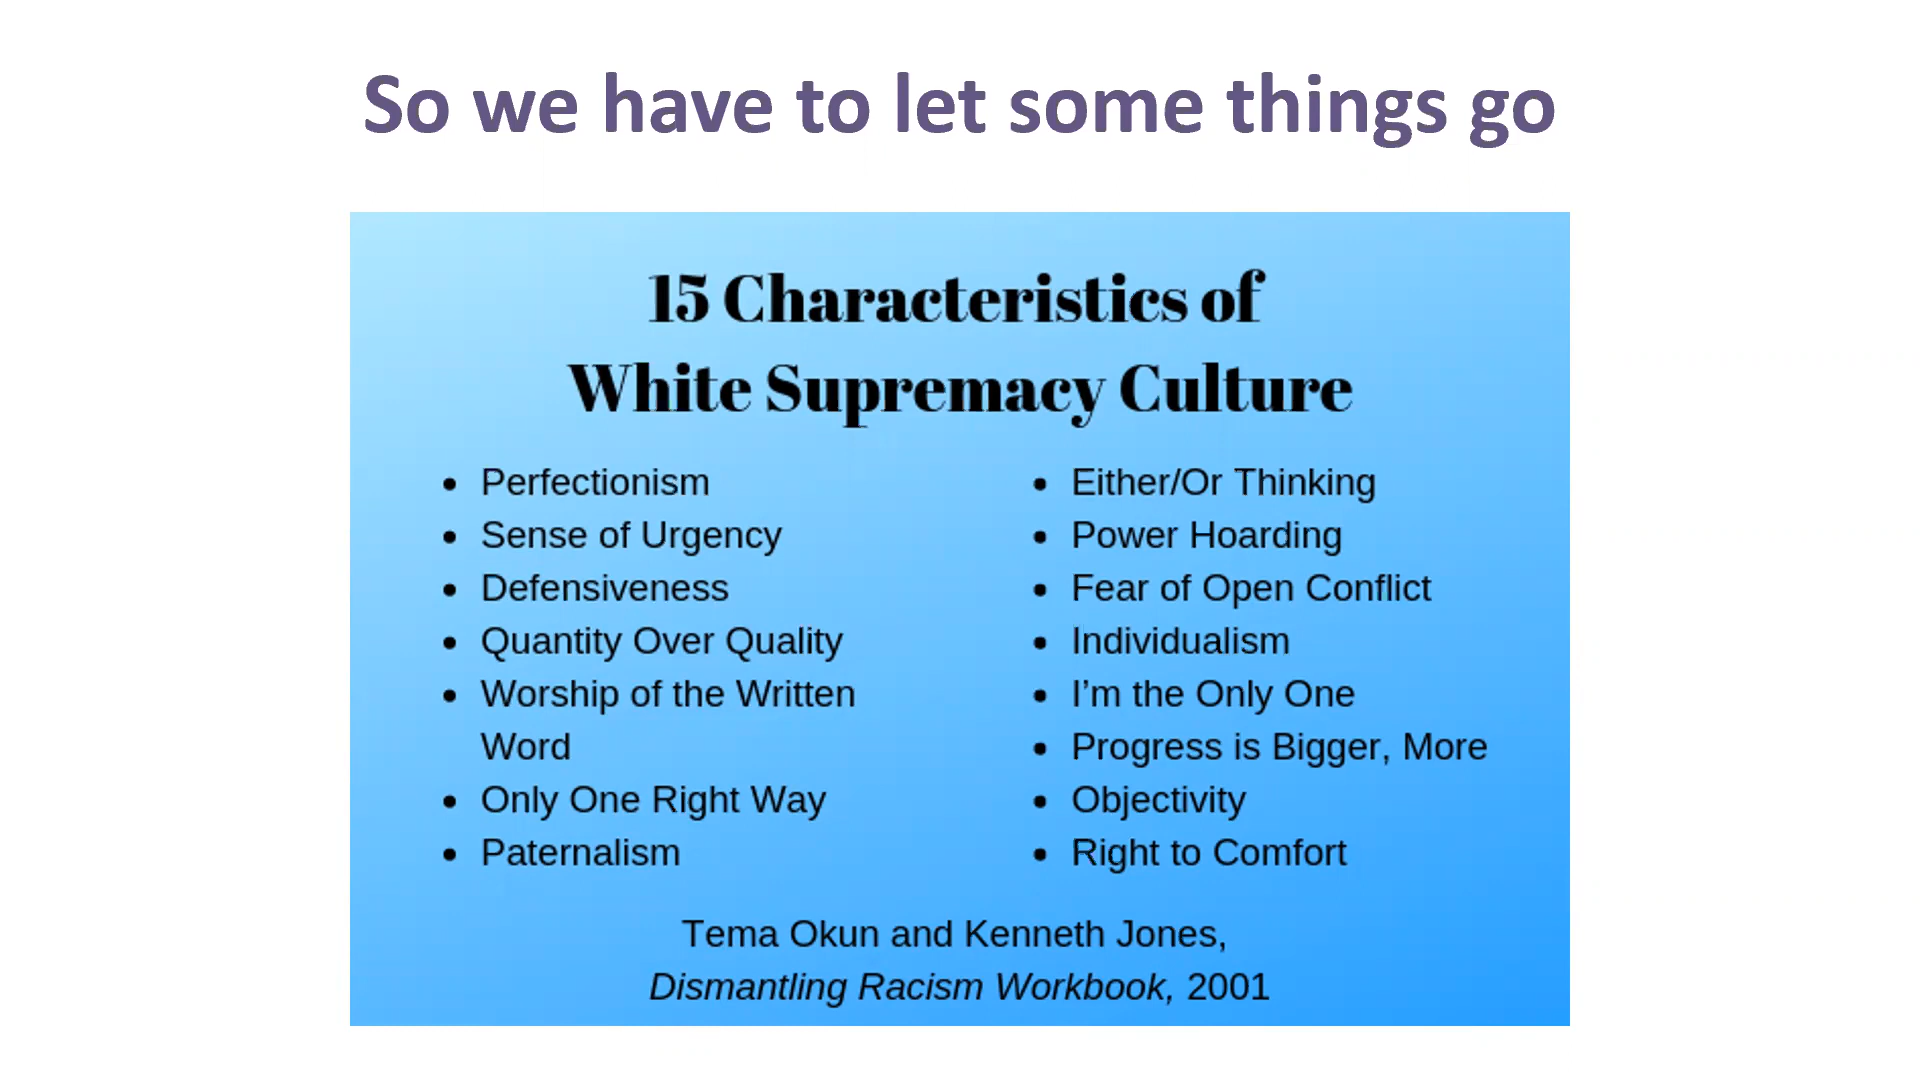 So we have to let some things go
15 Characteristics of
White Supremacy Culture
• Perfectionism
• Sense of Urgency
• Defensiveness
• Quantity Over Quality
• Worship of the Written
Word
• Only One Right Way
• Paternalism
• Either/Or Thinking
• Power Hoarding
• Fear of Open Conflict
• Individualism
• I’m the Only One
• Progress is Bigger, More
• Objectivity
• Right to Comfort
Tema Okun and Kenneth Jones,
Dismantling Racism Workbook, 2001